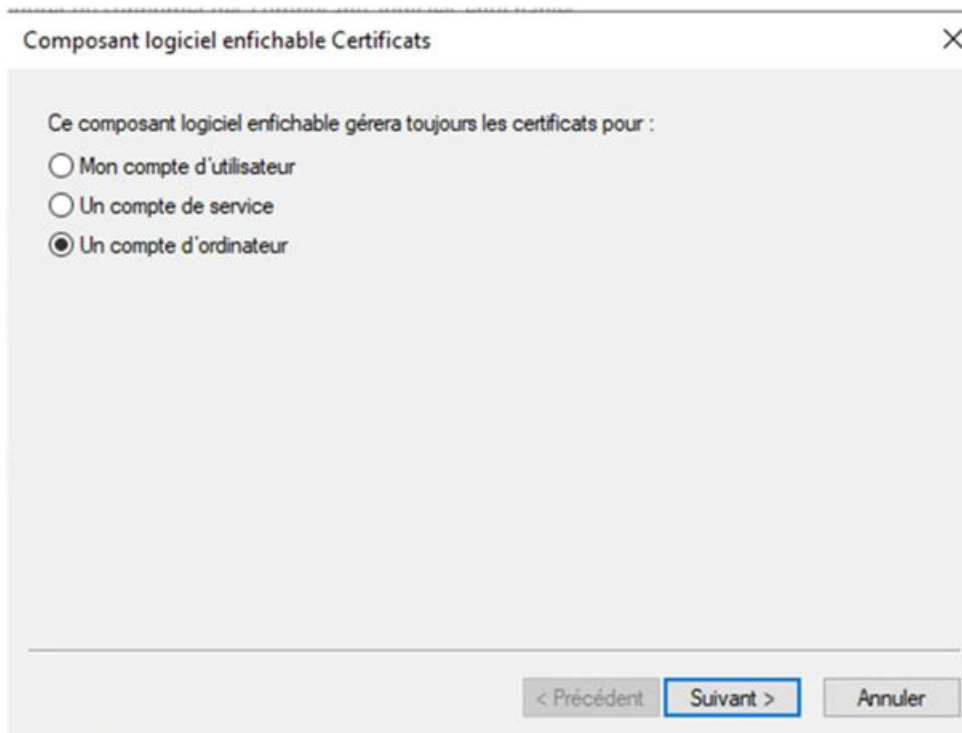 Composant logiciel enfichable Certificats
Ce composant logiciel enfichable gérera toujours les certificats pour :
Mon compte d'utilisateur
Un compte de service
Un compte d'ordinateur
< Précédent Suivant > Annuler